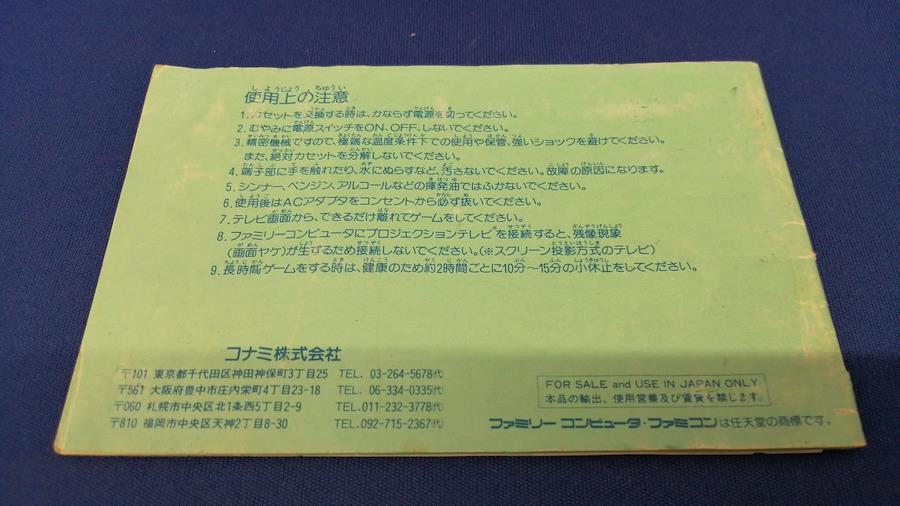 使用上の注意
1.カセットを交換する時は、かならず電源を切ってください。
2.むやみに電源スイッチをON、OFF、しないでください。
3.精密機械ですので、極端な温度条件下での使用や保管、強いショックを避けてください。
また、絶対カセットを分解しないでください。
4.端子部に手を触れたり、水にぬらすなど、汚さないでください。故障の原因になります。
5.シンナー、ベンジン、アルコールなどの揮発油ではふかないでください。
6.使用後はACアダプタをコンセントから必ず抜いてください。
7.テレビ画面から、できるだけ離れてゲームをしてください。
8.ファミリーコンピュータにプロジェクションテレビ※を接続すると、残像現象
(画面ヤケ)が生ずるため接続しないでください。(※スクリーン投影方式のテレビ)
9.長時間ゲームをする時は、健康のため約2時間ごとに10分~15分の小休止をしてください。
コナミ株式会社
〒101 東京都千代田区神田神保町3丁目25 TEL. 03-264-5678㈹
〒561 大阪府豊中市庄内栄町4丁目23-18 TEL. 06-334-0335㈹
〒060 札幌市中央区北1条西5丁目2-9 TEL.011-232-3778㈹
〒810 福岡市中央区天神2丁目8-30 TEL.092-715-2367㈹
FOR SALE and USE IN JAPAN ONLY
本品の輸出、使用営業及び賃貸を禁じます。
ファミリー コンピュータ・ファミコンは任天堂の商標です。